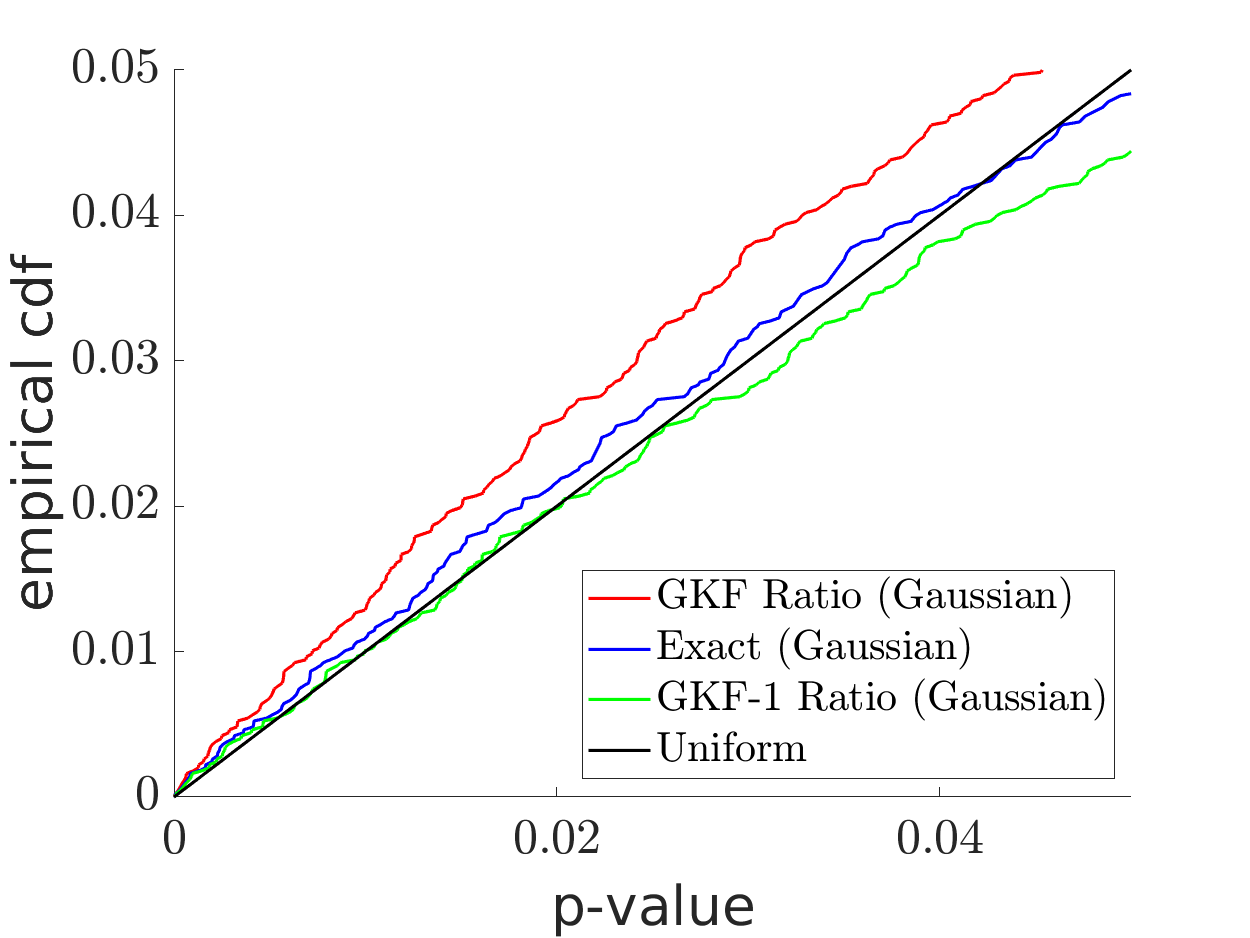 0.05
0.04
0.03
0.02
0.01
0
empirical cdf
GKF Ratio (Gaussian)
Exact (Gaussian)
GKF-1 Ratio (Gaussian)
Uniform
0
0.02
0.04
p-value